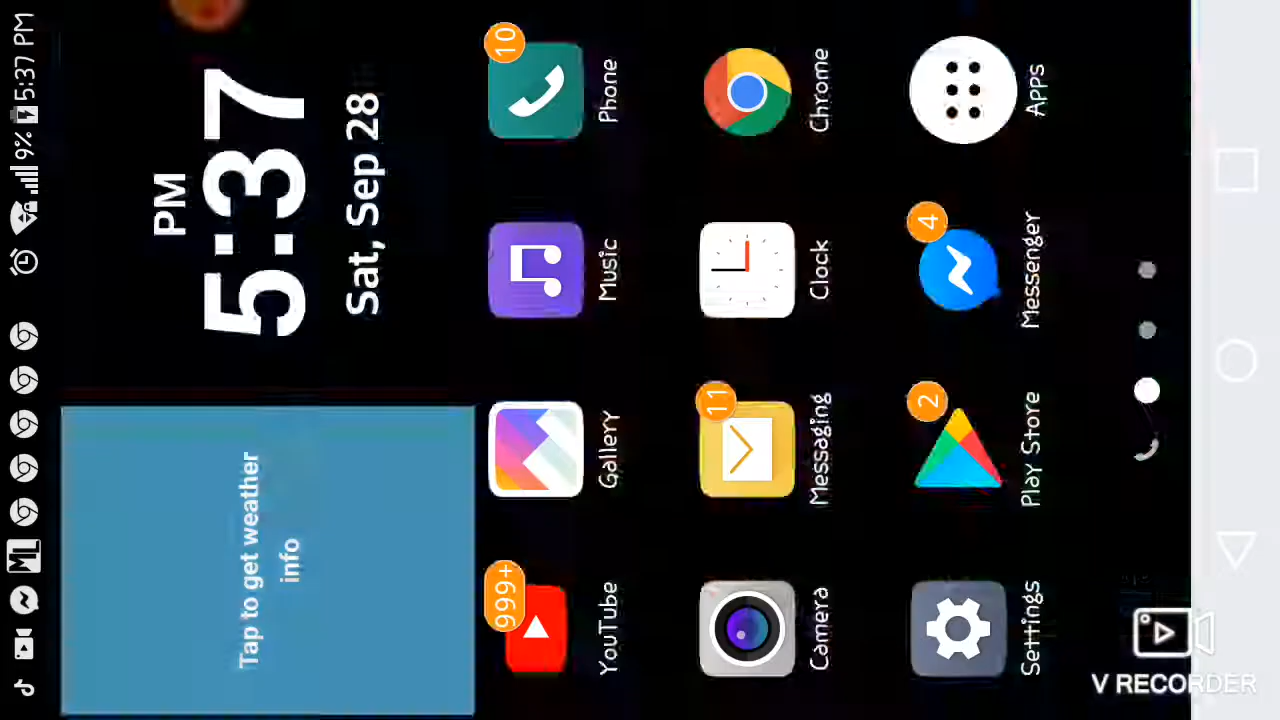 9% 5:37 PM
Tap to get weather
info
PM
5:37
Sat, Sep 28
999+
YouTube
Gallery
Music
10
Phone
Camera
11
Messaging
Clock
Chrome
Settings
2
Play Store
4
Messenger
Apps
V RECORDER
ML